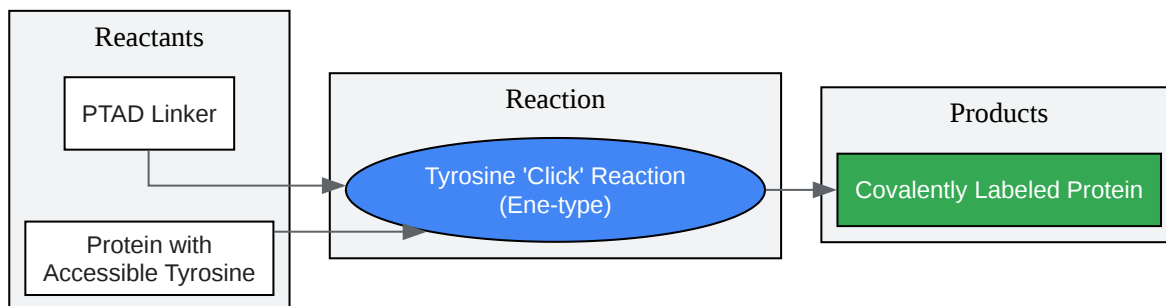 Reactants
PTAD Linker
Protein with
Accessible Tyrosine
Reaction
Tyrosine 'Click' Reaction
(Ene-type)
Products
Covalently Labeled Protein